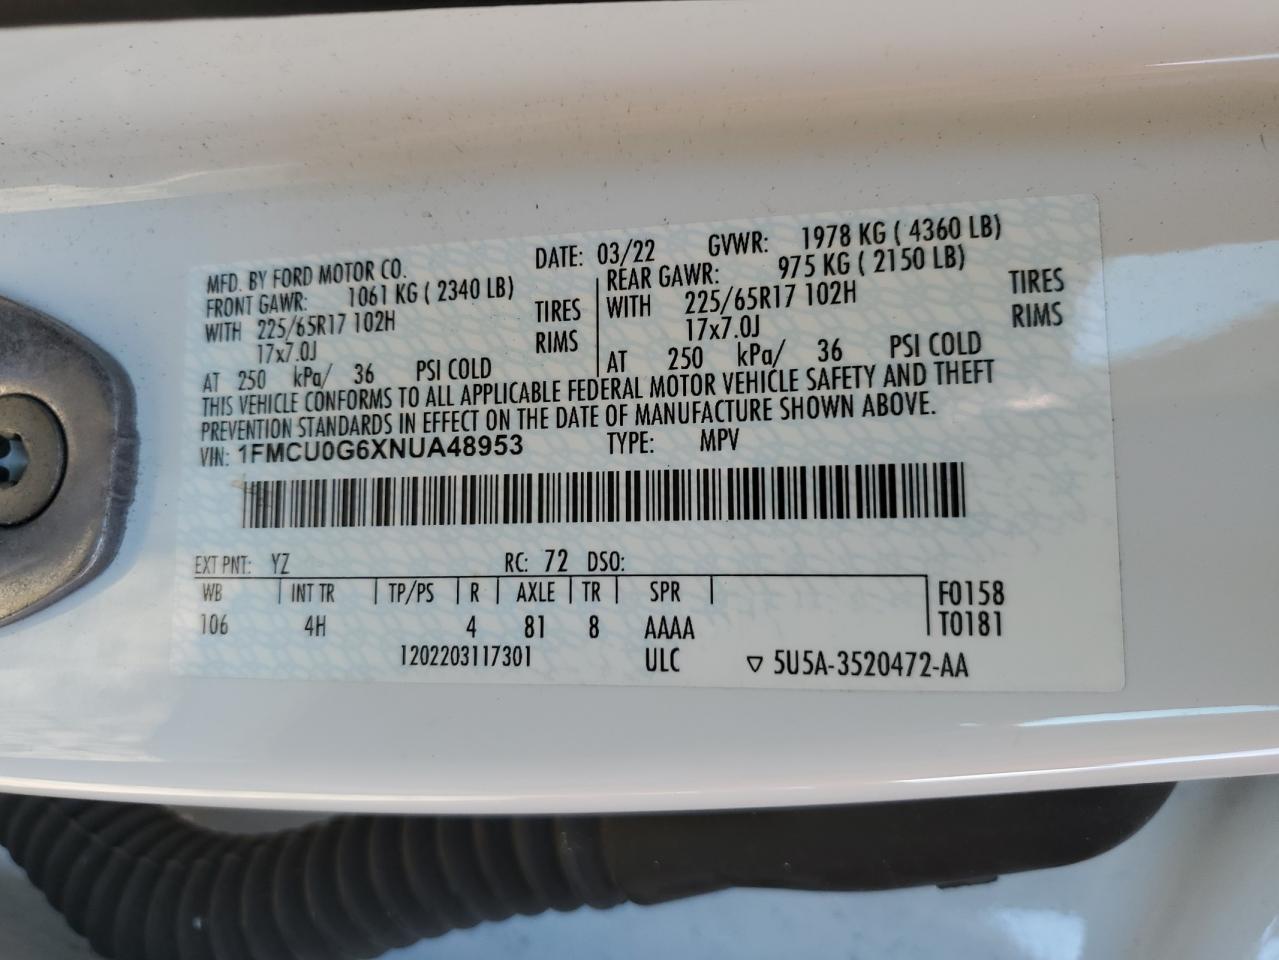 MFD. BY FORD MOTOR CO.
DATE: 03/22 GVWR: 1978 KG ( 4360 LB)
FRONT GAWR: 1061 KG ( 2340 LB)
WITH 225/65R17 102H TIRES
17x7.0J RIMS
AT 250 kPa/ 36 PSI COLD
REAR GAWR: 975 KG ( 2150 LB)
WITH 225/65R17 102H TIRES
17x7.0J RIMS
AT 250 kPa/ 36 PSI COLD
THIS VEHICLE CONFORMS TO ALL APPLICABLE FEDERAL MOTOR VEHICLE SAFETY AND THEFT
PREVENTION STANDARDS IN EFFECT ON THE DATE OF MANUFACTURE SHOWN ABOVE.
VIN: 1FMCU0G6XNUA48953 TYPE: MPV
EXT PNT: YZ RC: 72 DSO:
WB INT TR TP/PS R AXLE TR SPR F0158
106 4H 4 81 8 AAAA T0181
1202203117301 ULC ▽ 5U5A-3520472-AA